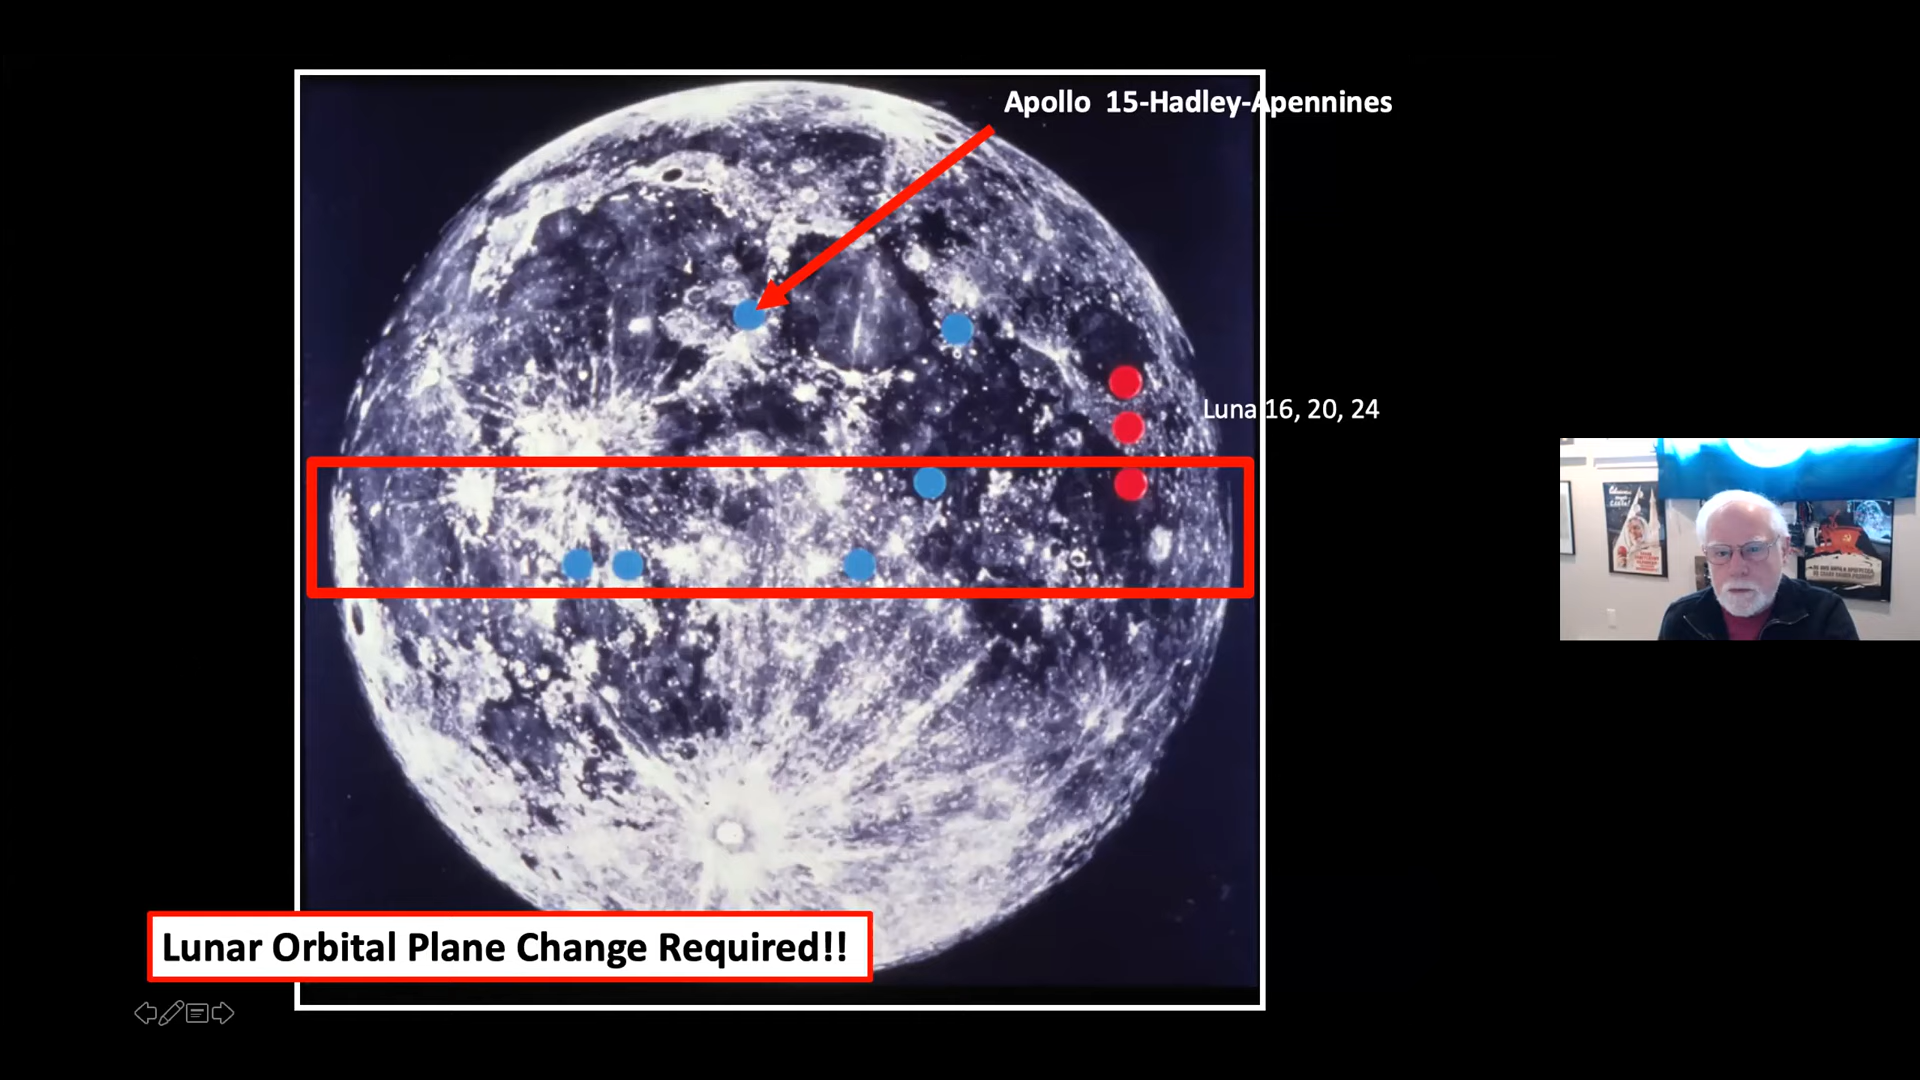 Apollo 15-Hadley-Apennines
Luna 16, 20, 24
Lunar Orbital Plane Change Required!!